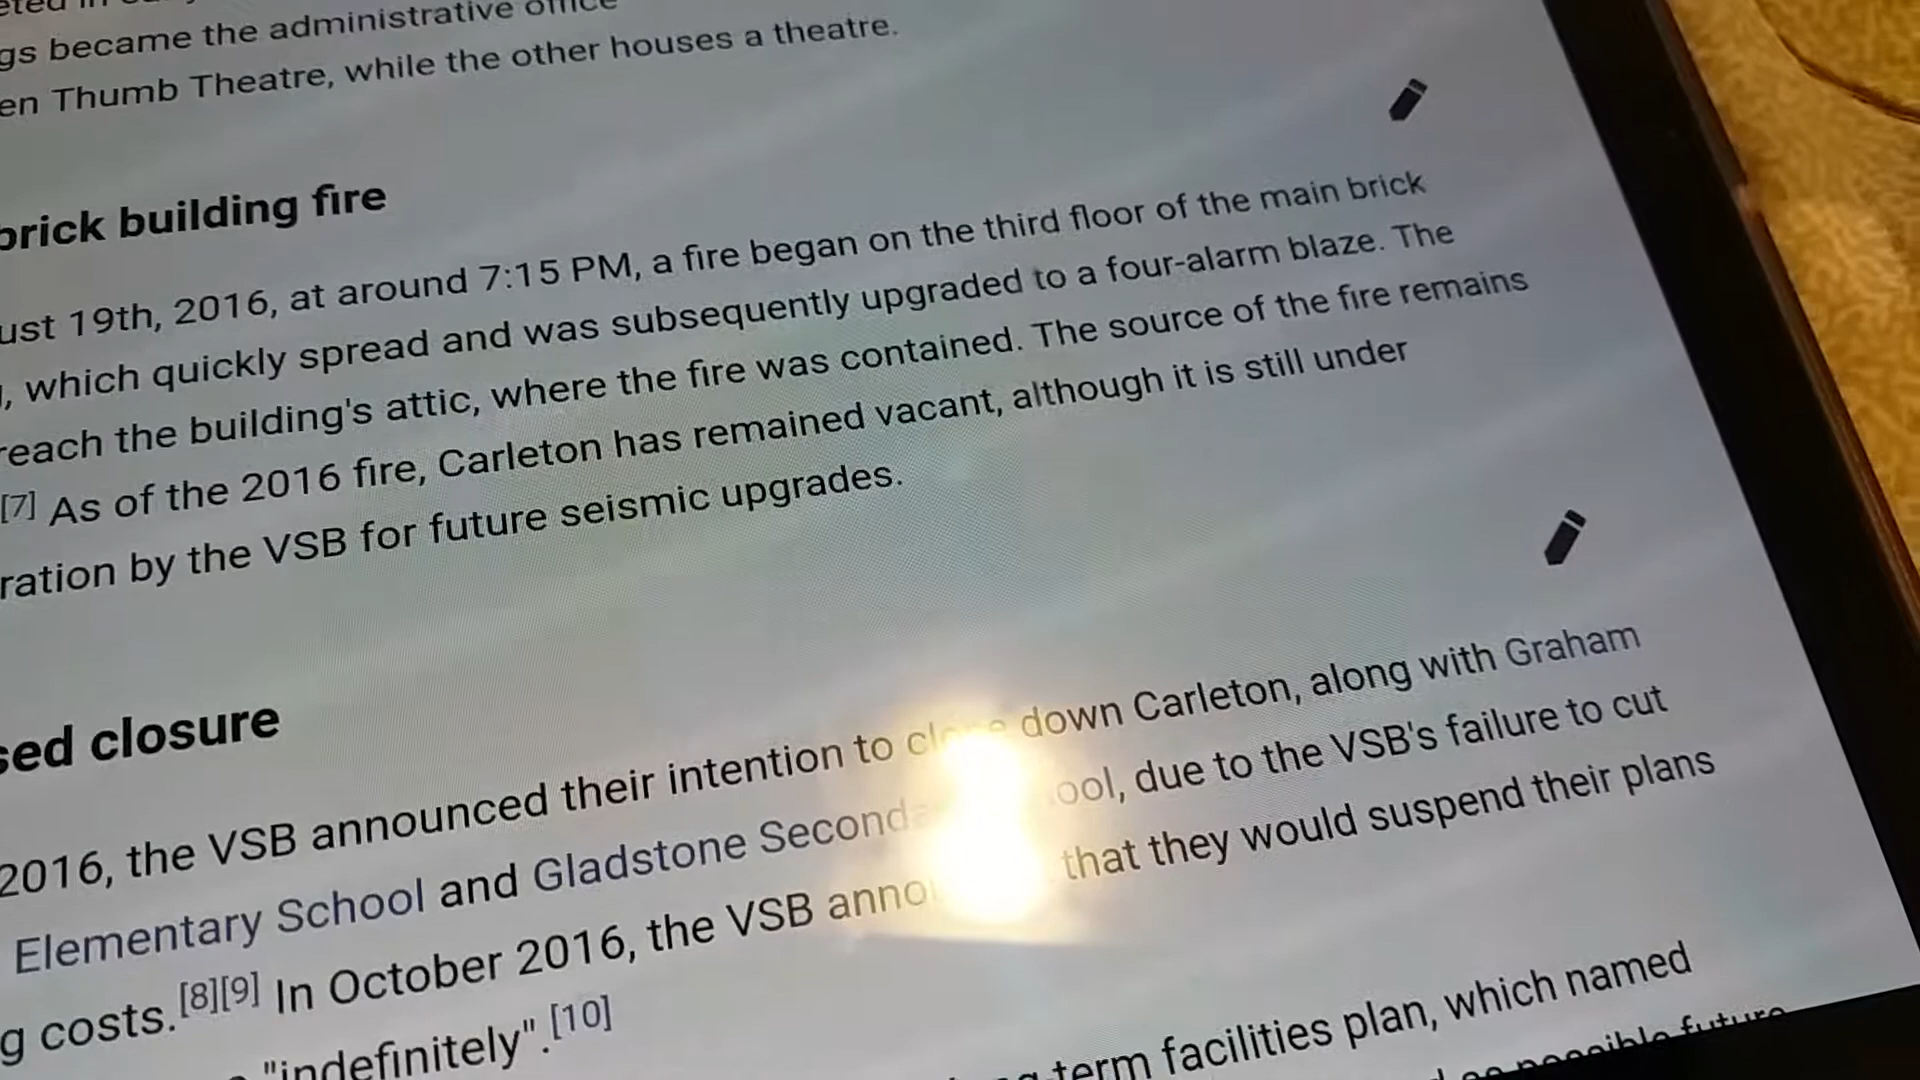 gs became the administrative office
en Thumb Theatre, while the other houses a theatre.
brick building fire
ust 19th, 2016, at around 7:15 PM, a fire began on the third floor of the main brick
, which quickly spread and was subsequently upgraded to a four-alarm blaze. The
reach the building's attic, where the fire was contained. The source of the fire remains
[7] As of the 2016 fire, Carleton has remained vacant, although it is still under
ration by the VSB for future seismic upgrades.
sed closure
2016, the VSB announced their intention to down Carleton, along with Graham
Elementary School and Gladstone Second ool, due to the VSB's failure to cut
g costs.[8][9] In October 2016, the VSB anno that they would suspend their plans
"indefinitely".[10]
term facilities plan, which named
possible future